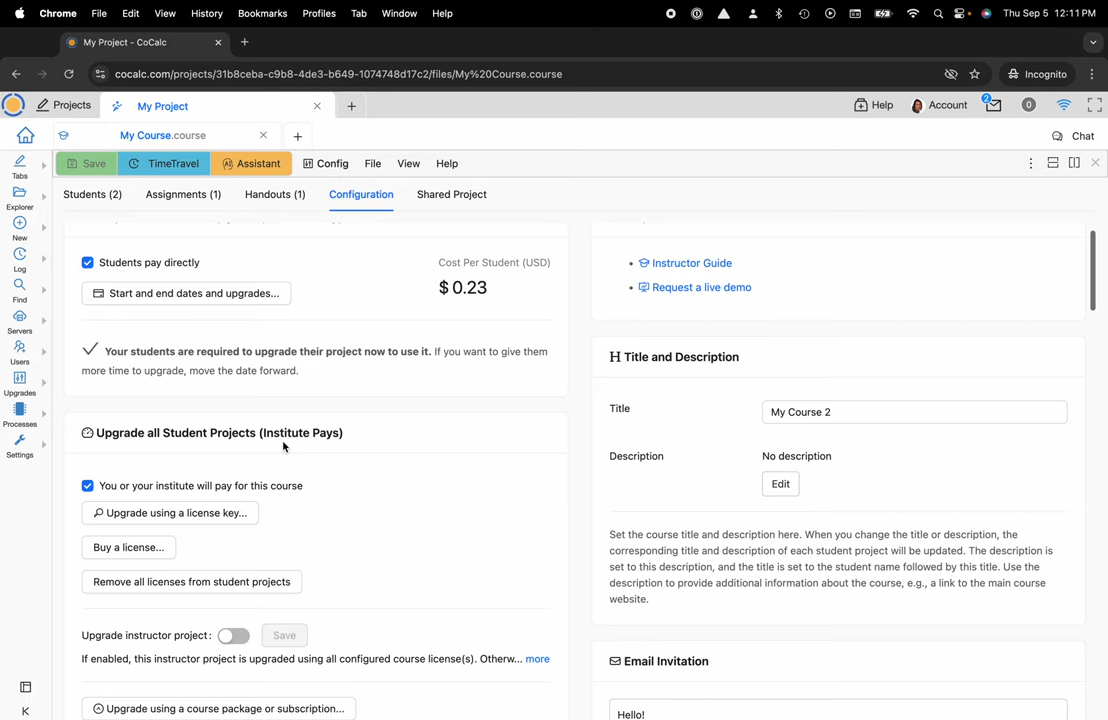 Chrome File Edit View History Bookmarks Profiles Tab Window Help Thu Sep 5 12:11 PM
My Project - CoCalc
cocalc.com/projects/31b8ceba-c9b8-4de3-b649-1074748d17c2/files/My%20Course.course Incognito
Projects My Project Help Account 2 0
My Course.course Chat
Save TimeTravel AI Assistant Config File View Help
Tabs
Explorer
New
Log
Find
Servers
Users
Upgrades
Processes
Settings
Students (2) Assignments (1) Handouts (1) Configuration Shared Project
Students pay directly Cost Per Student (USD)
Start and end dates and upgrades... $ 0.23
Your students are required to upgrade their project now to use it. If you want to give them
more time to upgrade, move the date forward.
Upgrade all Student Projects (Institute Pays)
You or your institute will pay for this course
Upgrade using a license key...
Buy a license...
Remove all licenses from student projects
Upgrade instructor project: Save
If enabled, this instructor project is upgraded using all configured course license(s). Otherw... more
Upgrade using a course package or subscription...
• Instructor Guide
• Request a live demo
Title and Description
Title My Course 2
Description No description
Edit
Set the course title and description here. When you change the title or description, the
corresponding title and description of each student project will be updated. The description is
set to this description, and the title is set to the student name followed by this title. Use the
description to provide additional information about the course, e.g., a link to the main course
website.
Email Invitation
Hello!